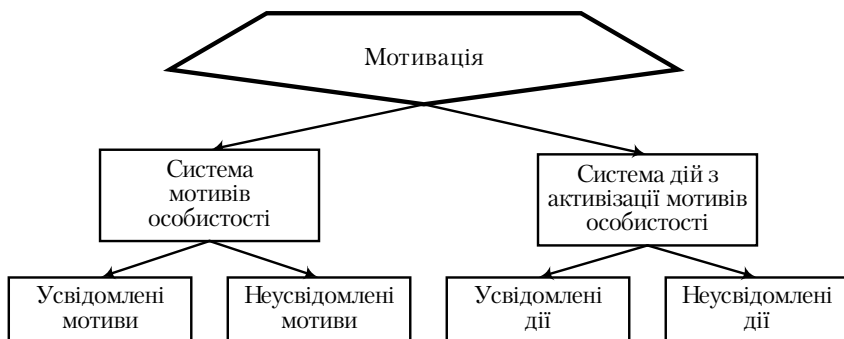 Мотивація
Система
мотивів
особистості
Система дій з
активізації мотивів
особистості
Усвідомлені
мотиви
Неусвідомлені
мотиви
Усвідомлені
дії
Неусвідомлені
дії